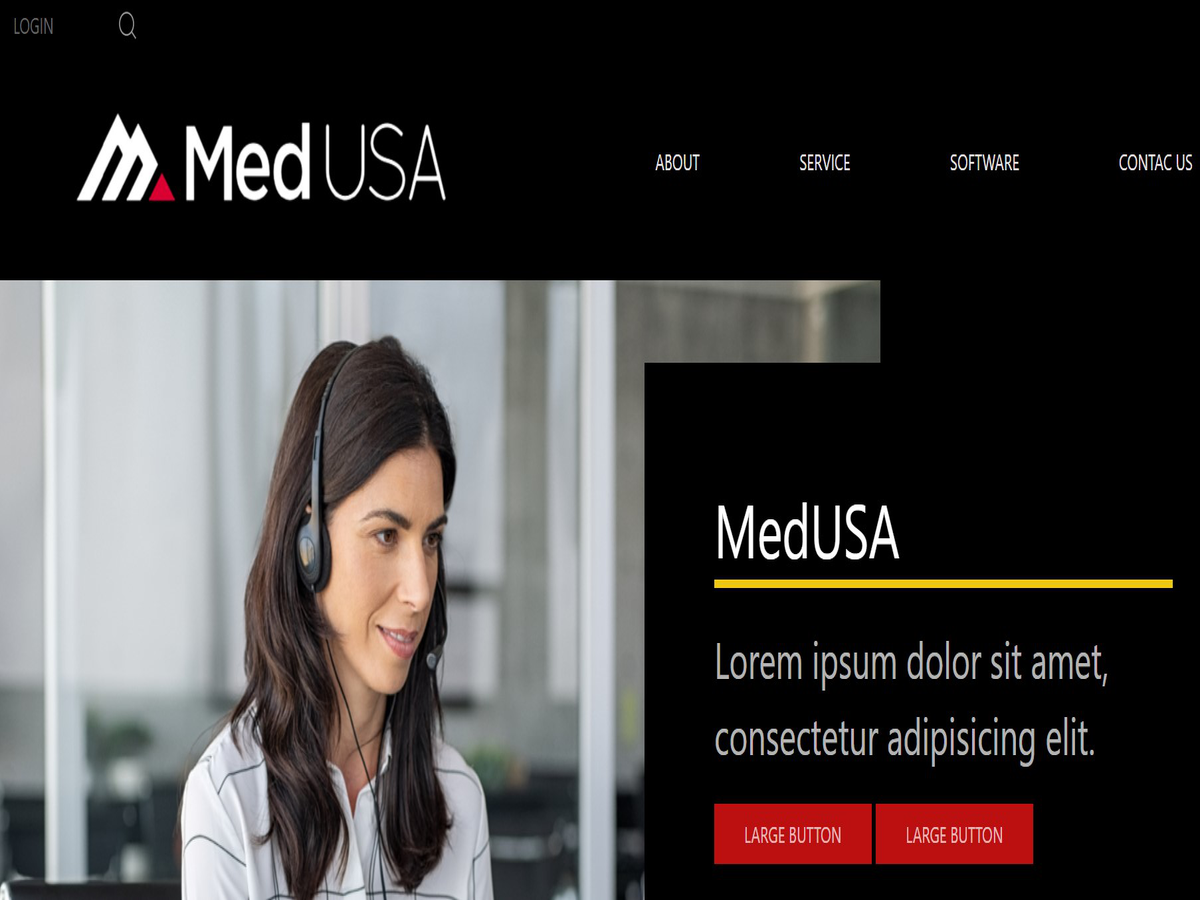 LOGIN
Med USA
ABOUT SERVICE SOFTWARE CONTAC US
MedUSA
Lorem ipsum dolor sit amet,
consectetur adipisicing elit.
LARGE BUTTON LARGE BUTTON